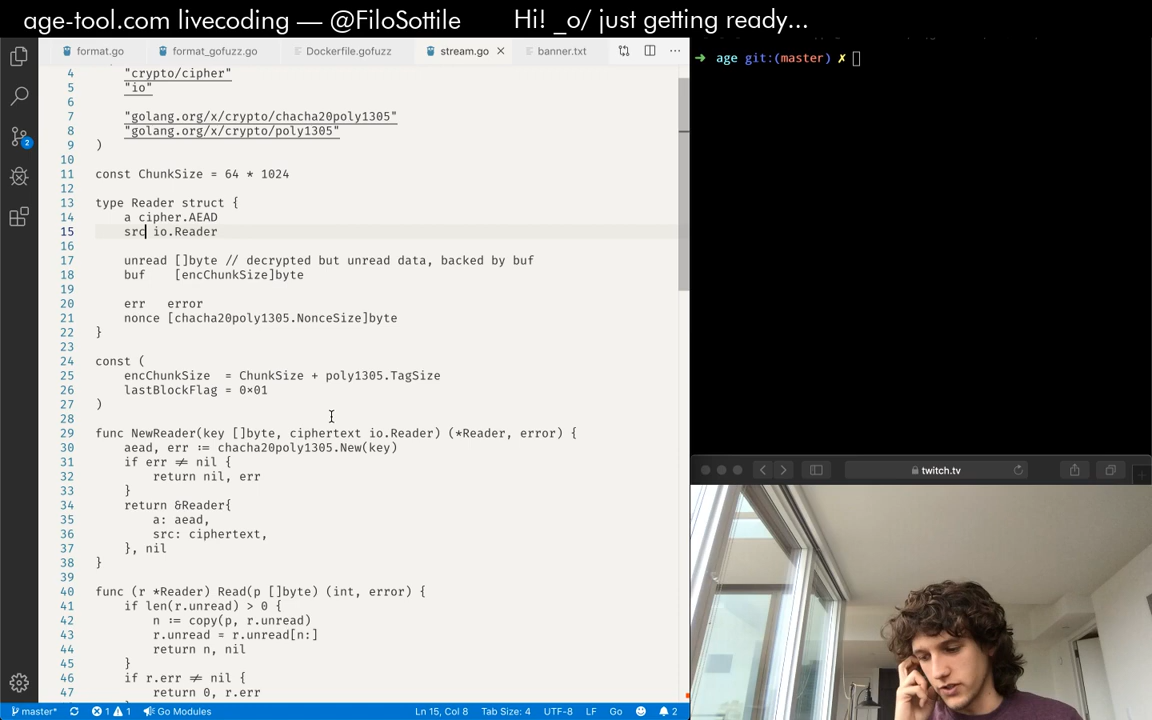 age-tool.com livecoding — @FiloSottile Hi! _o/ just getting ready...
format.go format_gofuzz.go Dockerfile.gofuzz stream.go × banner.txt ...
→ age git:(master) ✗
4 "crypto/cipher"
5 "io"
6
7 "golang.org/x/crypto/chacha20poly1305"
8 "golang.org/x/crypto/poly1305"
9 )
10
11 const ChunkSize = 64 * 1024
12
13 type Reader struct {
14 a cipher.AEAD
15 src io.Reader
16
17 unread []byte // decrypted but unread data, backed by buf
18 buf [encChunkSize]byte
19
20 err error
21 nonce [chacha20poly1305.NonceSize]byte
22 }
23
24 const (
25 encChunkSize = ChunkSize + poly1305.TagSize
26 lastBlockFlag = 0×01
27 )
28
29 func NewReader(key []byte, ciphertext io.Reader) (*Reader, error) {
30 aead, err := chacha20poly1305.New(key)
31 if err ≠ nil {
32 return nil, err
33 }
34 return &Reader{
35 a: aead,
36 src: ciphertext,
37 }, nil
38 }
39
40 func (r *Reader) Read(p []byte) (int, error) {
41 if len(r.unread) > 0 {
42 n := copy(p, r.unread)
43 r.unread = r.unread[n:]
44 return n, nil
45 }
46 if r.err ≠ nil {
47 return 0, r.err
twitch.tv
2
master* 1 1 Go Modules Ln 15, Col 8 Tab Size: 4 UTF-8 LF Go 2